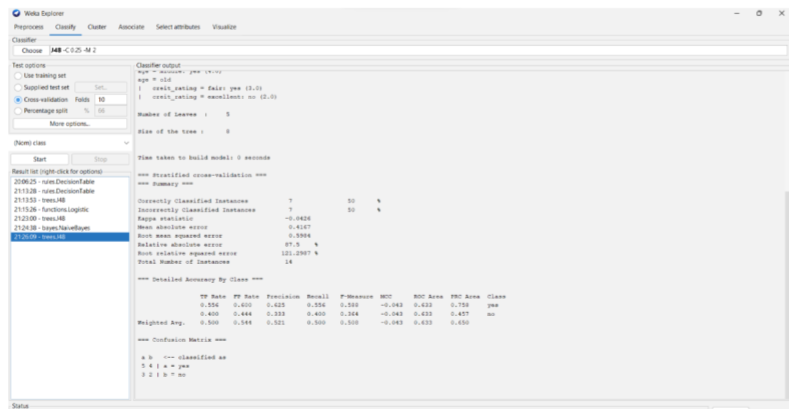 Weka Explorer
Preprocess Classify Cluster Associate Select attributes Visualize
Classifier
Choose J48 -C 0.25 -M 2
Test options
Use training set
Supplied test set Set...
Cross-validation Folds 10
Percentage split % 66
More options...
(Nom) class
Start Stop
Result list (right-click for options)
20:06:25 - rules.DecisionTable
21:13:28 - rules.DecisionTable
21:13:53 - trees.J48
21:19:26 - functions.Logistic
21:23:00 - trees.J48
21:24:38 - bayes.NaiveBayes
21:26:09 - trees.J48
Classifier output
age = old
| creit_rating = fair: yes (3.0)
| creit_rating = excellent: no (2.0)
Number of Leaves : 5
Size of the tree : 8
Time taken to build model: 0 seconds
=== Stratified cross-validation ===
=== Summary ===
Correctly Classified Instances 7 50 %
Incorrectly Classified Instances 7 50 %
Kappa statistic -0.0426
Mean absolute error 0.4167
Root mean squared error 0.5984
Relative absolute error 87.5 %
Root relative squared error 121.2987 %
Total Number of Instances 14
=== Detailed Accuracy By Class ===
TP Rate FP Rate Precision Recall F-Measure MCC ROC Area PRC Area Class
0.556 0.600 0.625 0.556 0.588 -0.043 0.633 0.758 yes
0.400 0.444 0.333 0.400 0.364 -0.043 0.633 0.457 no
Weighted Avg. 0.500 0.544 0.521 0.500 0.508 -0.043 0.633 0.650
=== Confusion Matrix ===
a b <-- classified as
5 4 | a = yes
3 2 | b = no
Status